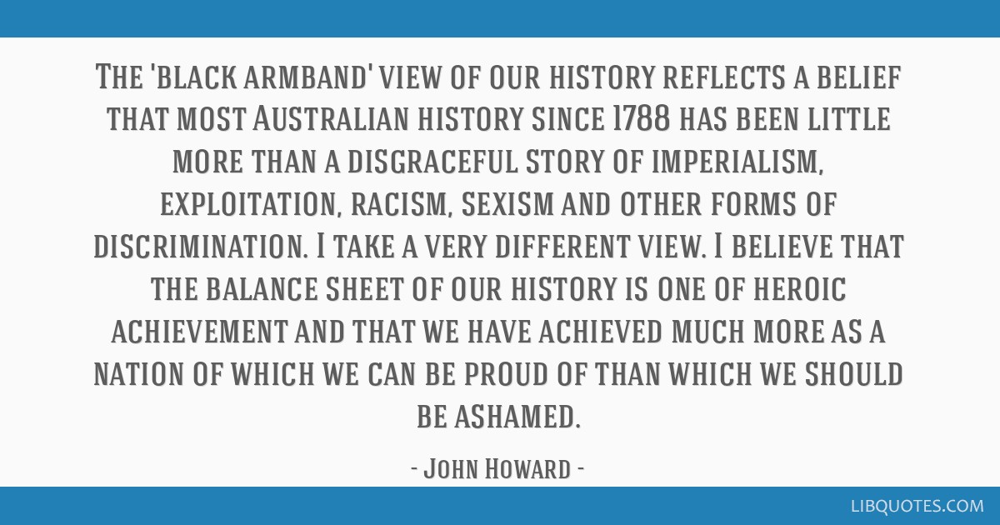 The 'black armband' view of our history reflects a belief
that most Australian history since 1788 has been little
more than a disgraceful story of imperialism,
exploitation, racism, sexism and other forms of
discrimination. I take a very different view. I believe that
the balance sheet of our history is one of heroic
achievement and that we have achieved much more as a
nation of which we can be proud of than which we should
be ashamed.
- John Howard -
LIBQUOTES.COM